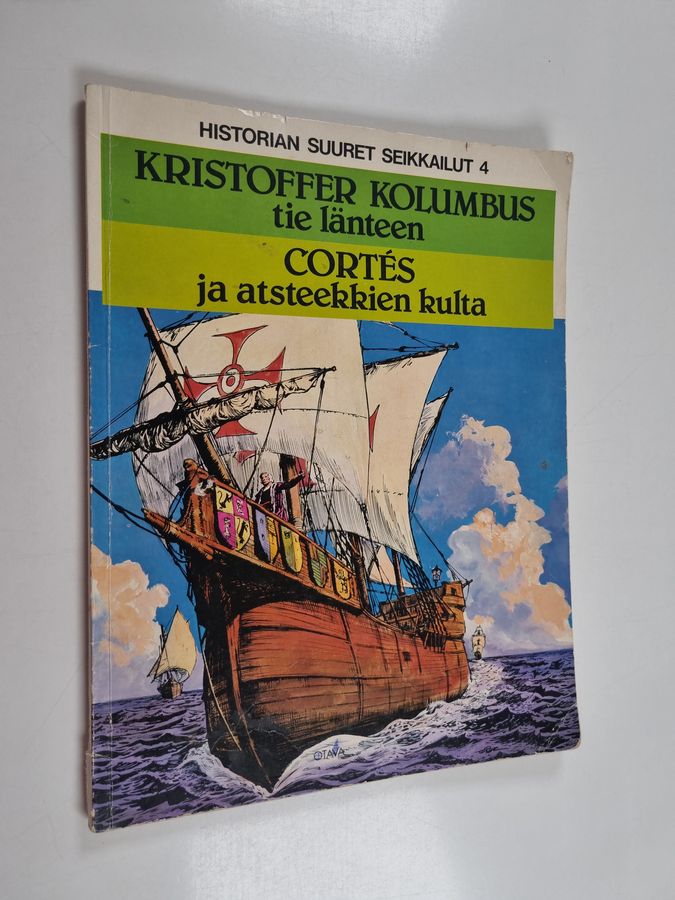 HISTORIAN SUURET SEIKKAILUT 4
KRISTOFFER KOLUMBUS
tie länteen
CORTÉS
ja atsteekkien kulta
OTAVA